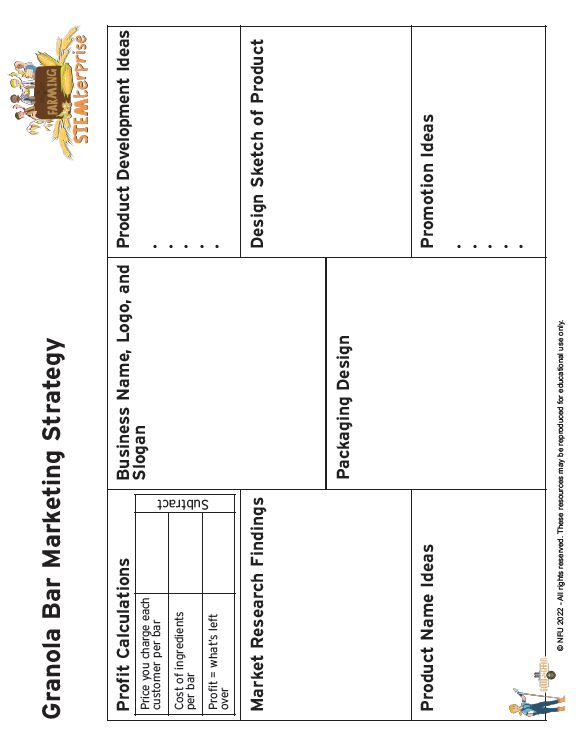 Granola Bar Marketing Strategy
FARMING
STEMterprise
Profit Calculations
Price you charge each
customer per bar
Cost of ingredients
per bar
Profit = what's left
over
Subtract
Business Name, Logo, and
Slogan
Product Development Ideas
•
•
•
•
•
Market Research Findings
Packaging Design
Design Sketch of Product
Product Name Ideas
Promotion Ideas
•
•
•
•
•
© NFU 2022 - All rights reserved. These resources may be reproduced for educational use only.